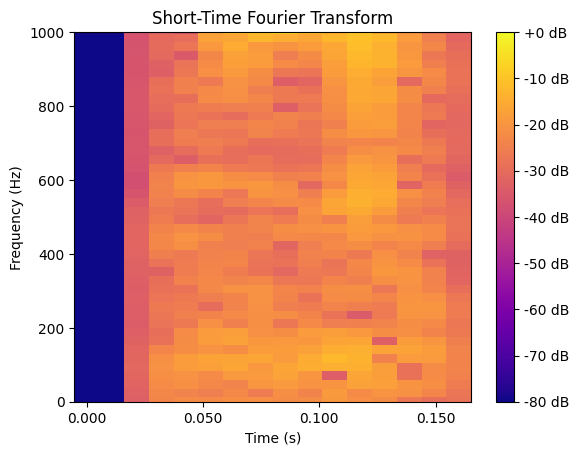 Short-Time Fourier Transform
1000
800
600
400
200
0
Frequency (Hz)
0.000
0.050
0.100
0.150
Time (s)
+0 dB
-10 dB
-20 dB
-30 dB
-40 dB
-50 dB
-60 dB
-70 dB
-80 dB